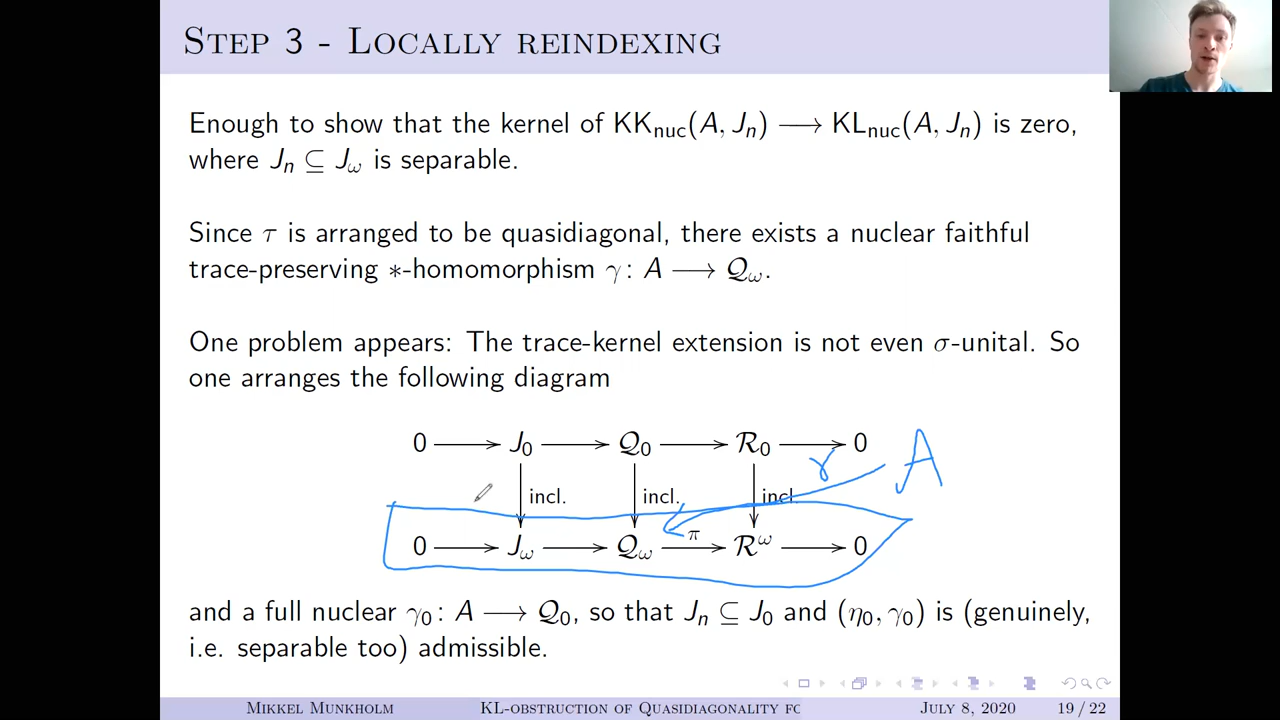 STEP 3 - LOCALLY REINDEXING
Enough to show that the kernel of KK_nuc(A, J_n) ⟶ KL_nuc(A, J_n) is zero,
where J_n ⊆ J_ω is separable.
Since τ is arranged to be quasidiagonal, there exists a nuclear faithful
trace-preserving ∗-homomorphism γ: A ⟶ Q_ω.
One problem appears: The trace-kernel extension is not even σ-unital. So
one arranges the following diagram
0 ⟶ J_0 ⟶ Q_0 ⟶ R_0 ⟶ 0
γ A
incl. incl. incl.
π
0 ⟶ J_ω ⟶ Q_ω ⟶ R^ω ⟶ 0
and a full nuclear γ_0: A ⟶ Q_0, so that J_n ⊆ J_0 and (η_0, γ_0) is (genuinely,
i.e. separable too) admissible.
MIKKEL MUNKHOLM KL-OBSTRUCTION OF QUASIDIAGONALITY FO JULY 8, 2020 19 / 22